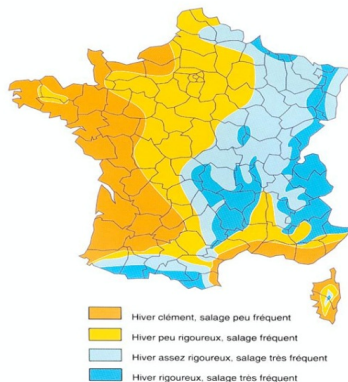 Hiver clément, salage peu fréquent
Hiver peu rigoureux, salage fréquent
Hiver assez rigoureux, salage très fréquent
Hiver rigoureux, salage très fréquent